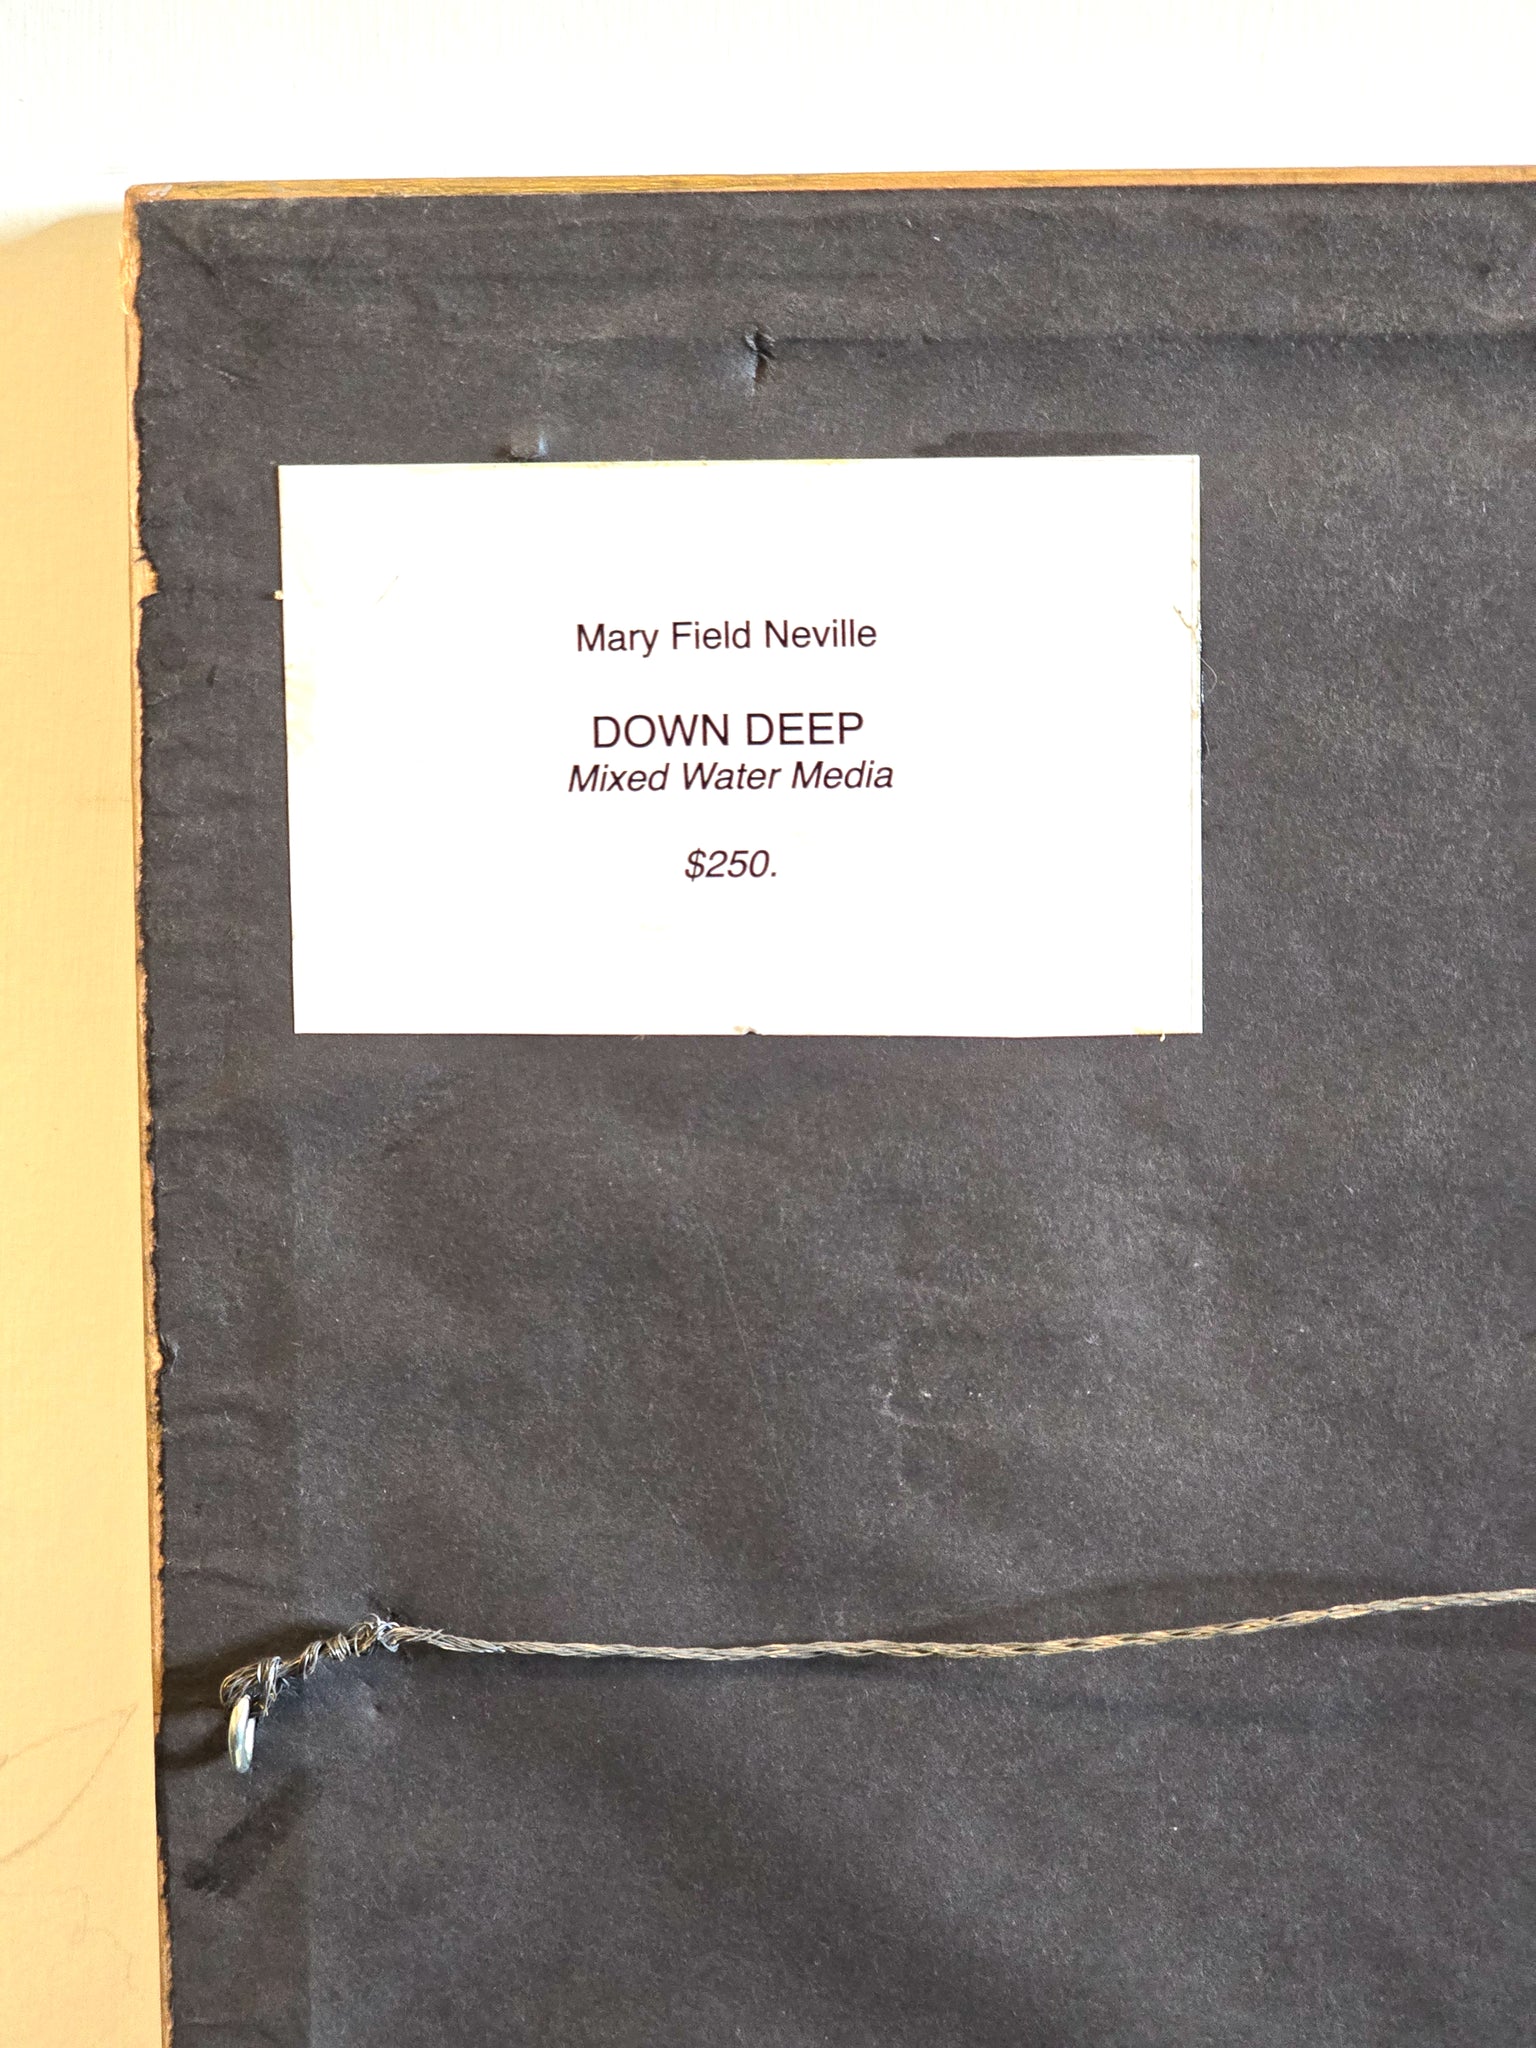 Mary Field Neville
DOWN DEEP
Mixed Water Media
$250.